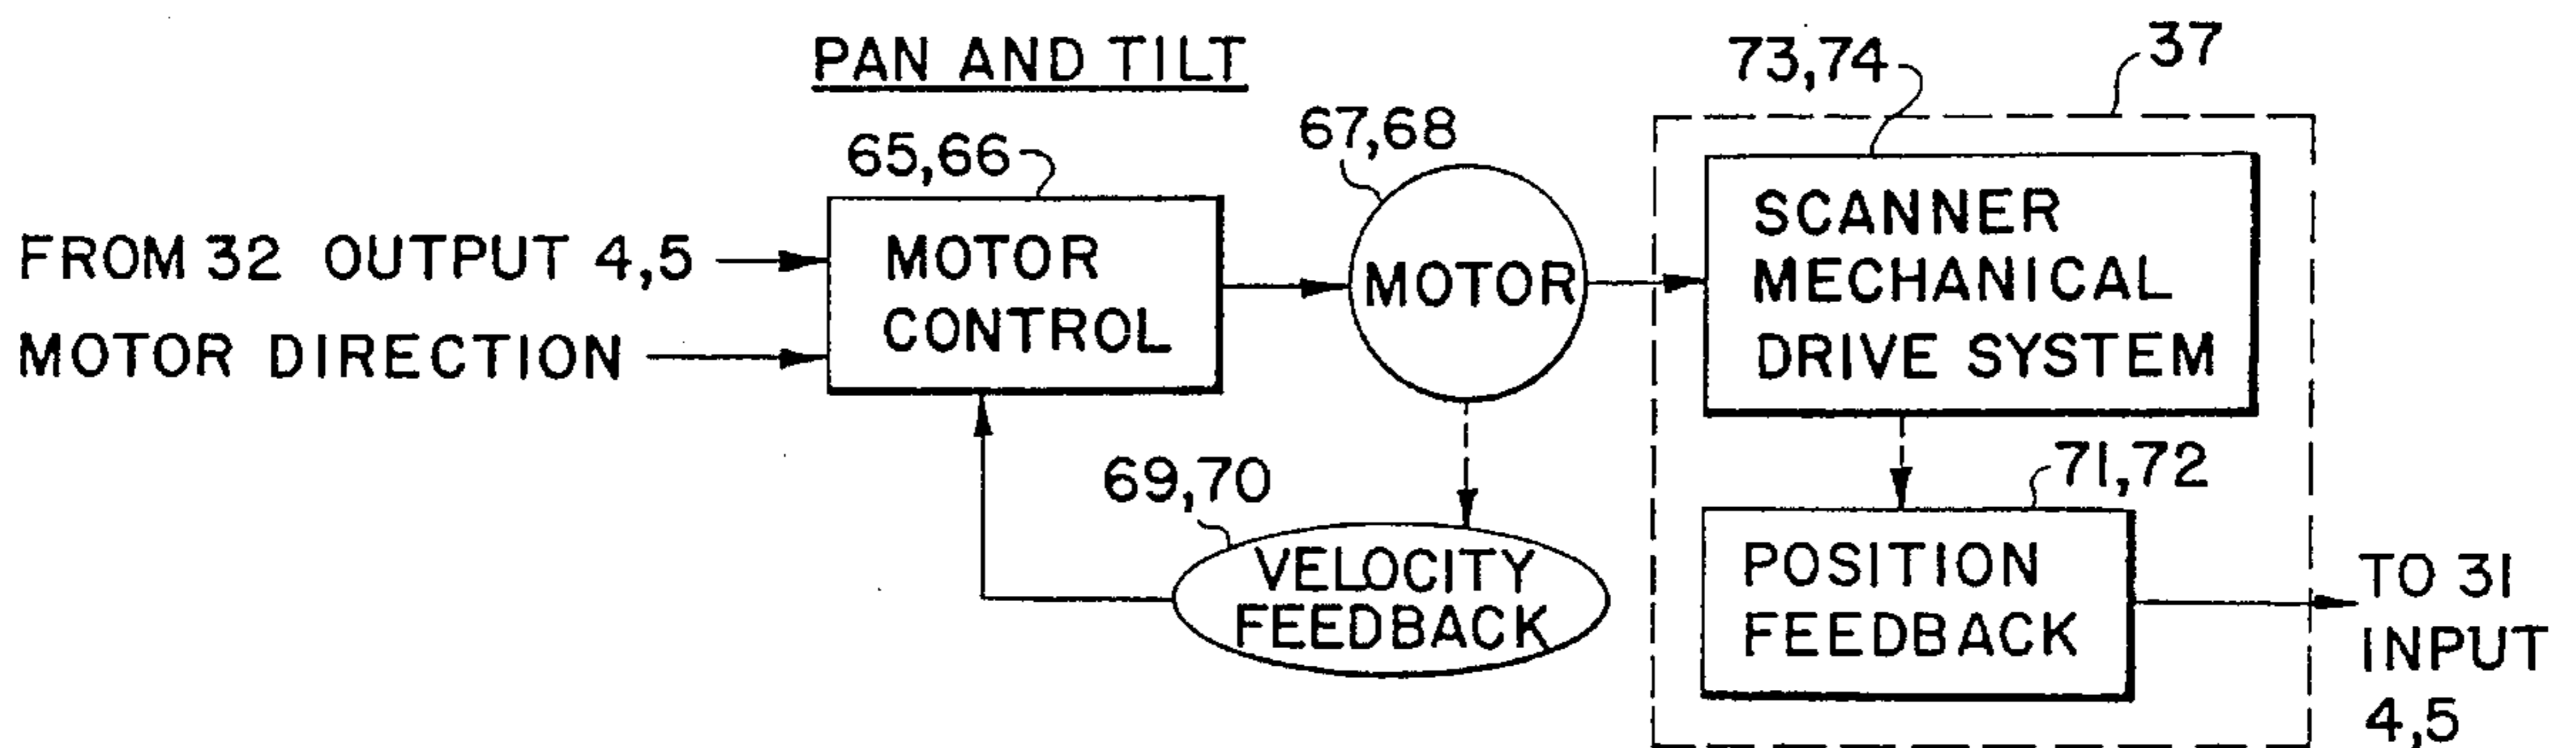 PAN AND TILT
73,74
37
67,68
65,66
FROM 32 OUTPUT 4,5
MOTOR DIRECTION
MOTOR
CONTROL
MOTOR
SCANNER
MECHANICAL
DRIVE SYSTEM
69,70
71,72
VELOCITY
FEEDBACK
POSITION
FEEDBACK
TO 31
INPUT
4,5